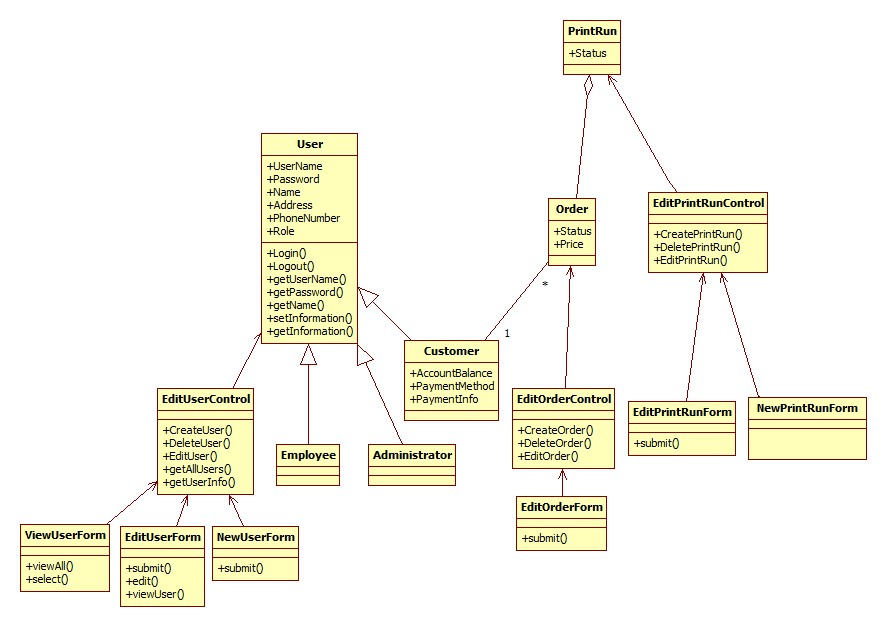 PrintRun
+Status
User
+UserName
+Password
+Name
+Address
+PhoneNumber
+Role
+Login()
+Logout()
+getUserName()
+getPassword()
+getName()
+setInformation()
+getInformation()
Order
+Status
+Price
EditPrintRunControl
+CreatePrintRun()
+DeletePrintRun()
+EditPrintRun()
*
1
Customer
+AccountBalance
+PaymentMethod
+PaymentInfo
EditUserControl
+CreateUser()
+DeleteUser()
+EditUser()
+getAllUsers()
+getUserInfo()
Employee
Administrator
EditOrderControl
+CreateOrder()
+DeleteOrder()
+EditOrder()
EditPrintRunForm
+submit()
NewPrintRunForm
ViewUserForm
+viewAll()
+select()
EditUserForm
+submit()
+edit()
+viewUser()
NewUserForm
+submit()
EditOrderForm
+submit()